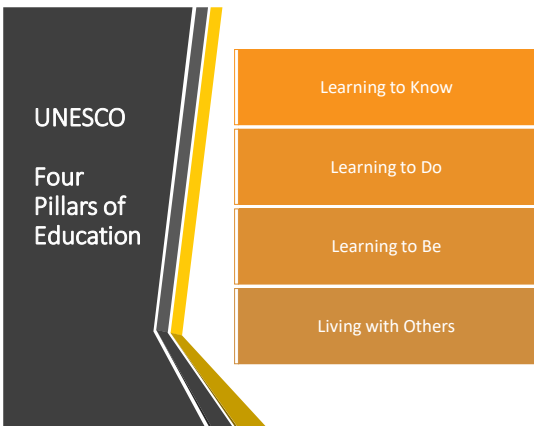 UNESCO
Four
Pillars of
Education
Learning to Know
Learning to Do
Learning to Be
Living with Others